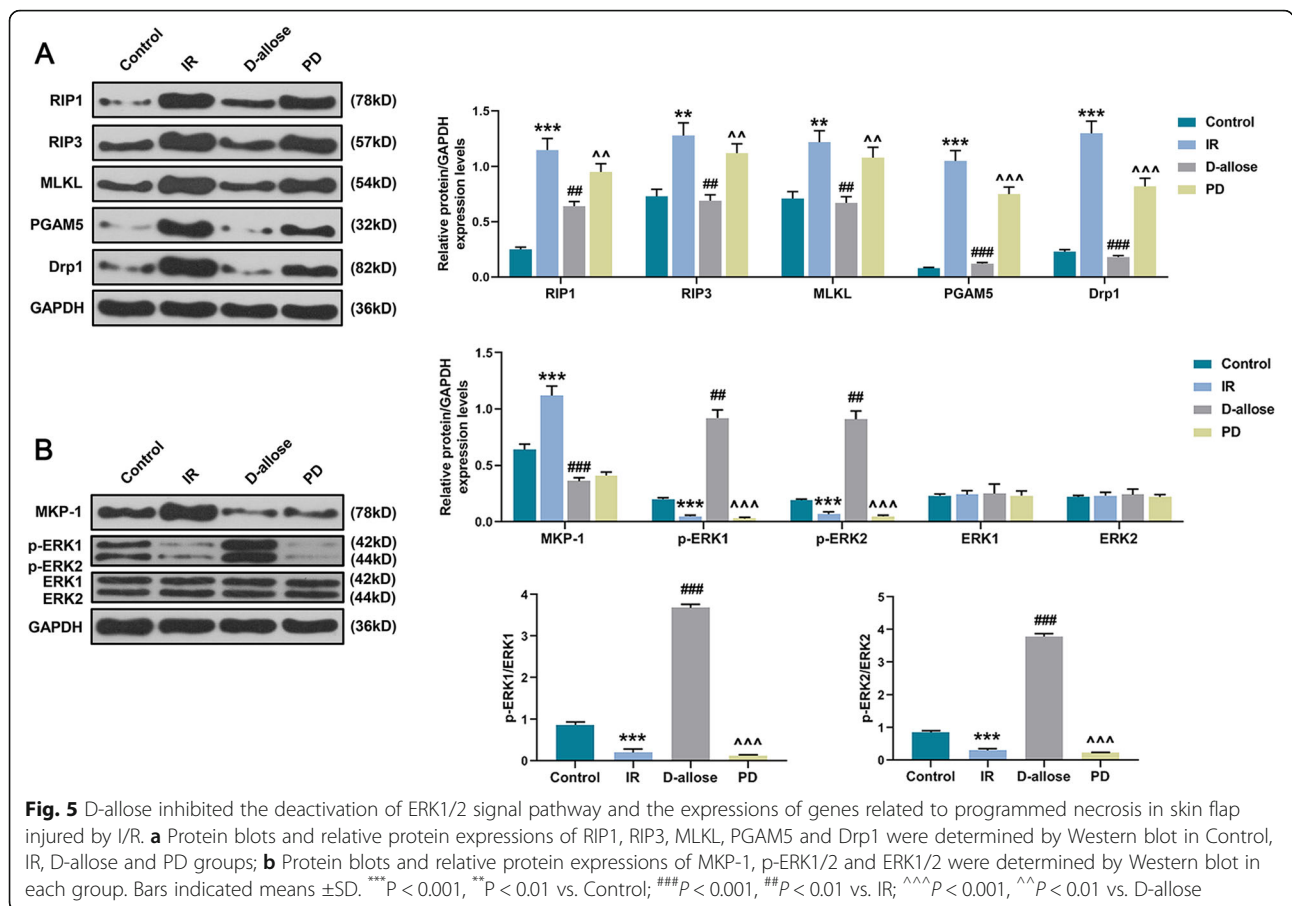 A
Control IR D-allose PD
RIP1 (78kD)
RIP3 (57kD)
MLKL (54kD)
PGAM5 (32kD)
Drp1 (82kD)
GAPDH (36kD)
Relative protein/GAPDH
expression levels
1.5
1.0
0.5
0.0
*** ** ** *** ***
^^ ^^ ^^ ^^^ ^^^
## ## ## ### ###
RIP1 RIP3 MLKL PGAM5 Drp1
Control
IR
D-allose
PD
B
Control IR D-allose PD
MKP-1 (78kD)
p-ERK1 (42kD)
p-ERK2 (44kD)
ERK1 (42kD)
ERK2 (44kD)
GAPDH (36kD)
Relative protein/GAPDH
expression levels
1.5
1.0
0.5
0.0
*** ### *** ## ^^^ *** ## ^^^
MKP-1 p-ERK1 p-ERK2 ERK1 ERK2
Control
IR
D-allose
PD
p-ERK1/ERK1
4
3
2
1
0
*** ### ^^^
Control IR D-allose PD
p-ERK2/ERK2
5
4
3
2
1
0
*** ### ^^^
Control IR D-allose PD
Fig. 5 D-allose inhibited the deactivation of ERK1/2 signal pathway and the expressions of genes related to programmed necrosis in skin flap
injured by I/R. a Protein blots and relative protein expressions of RIP1, RIP3, MLKL, PGAM5 and Drp1 were determined by Western blot in Control,
IR, D-allose and PD groups; b Protein blots and relative protein expressions of MKP-1, p-ERK1/2 and ERK1/2 were determined by Western blot in
each group. Bars indicated means ±SD. ***P < 0.001, **P < 0.01 vs. Control; ###P < 0.001, ##P < 0.01 vs. IR; ^^^P < 0.001, ^^P < 0.01 vs. D-allose